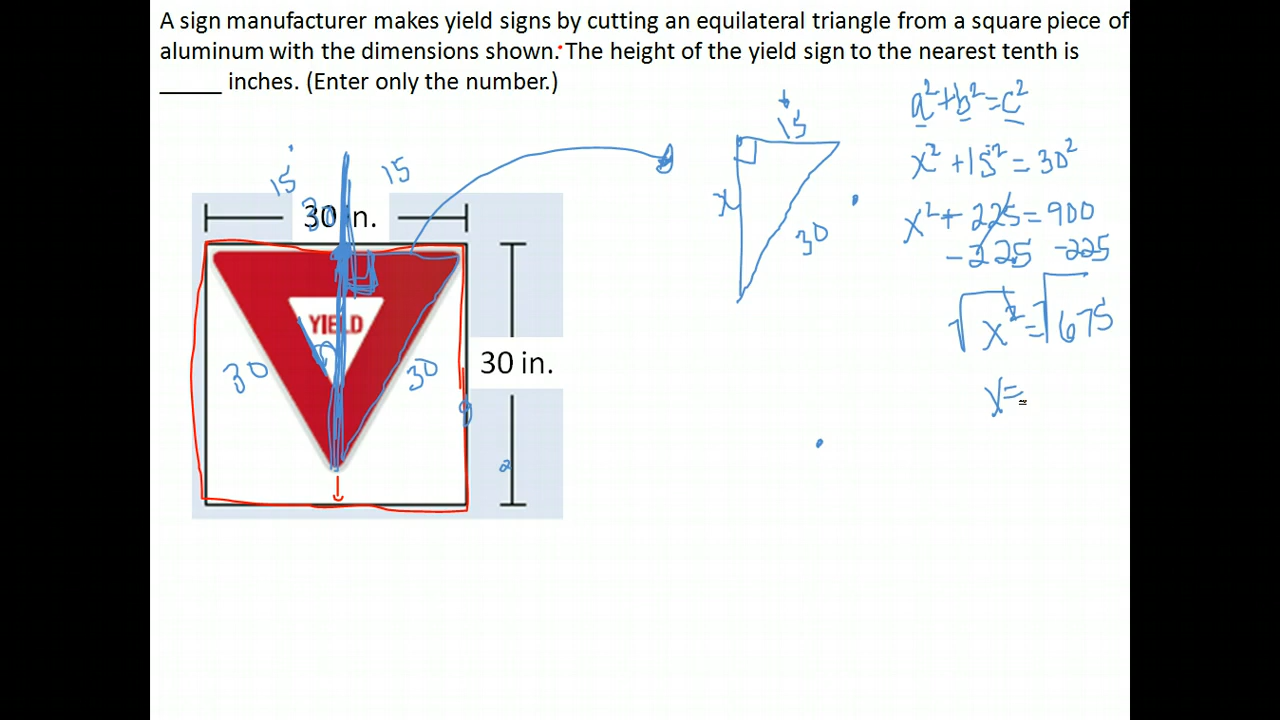 A sign manufacturer makes yield signs by cutting an equilateral triangle from a square piece of
aluminum with the dimensions shown. The height of the yield sign to the nearest tenth is
_____ inches. (Enter only the number.)
a²+b²=c²
15
x²+15²=30²
15 15
30 in.
30
x
30
x²+225=900
-225 -225
YIELD
√x²=√675
30 30
30 in.
x=